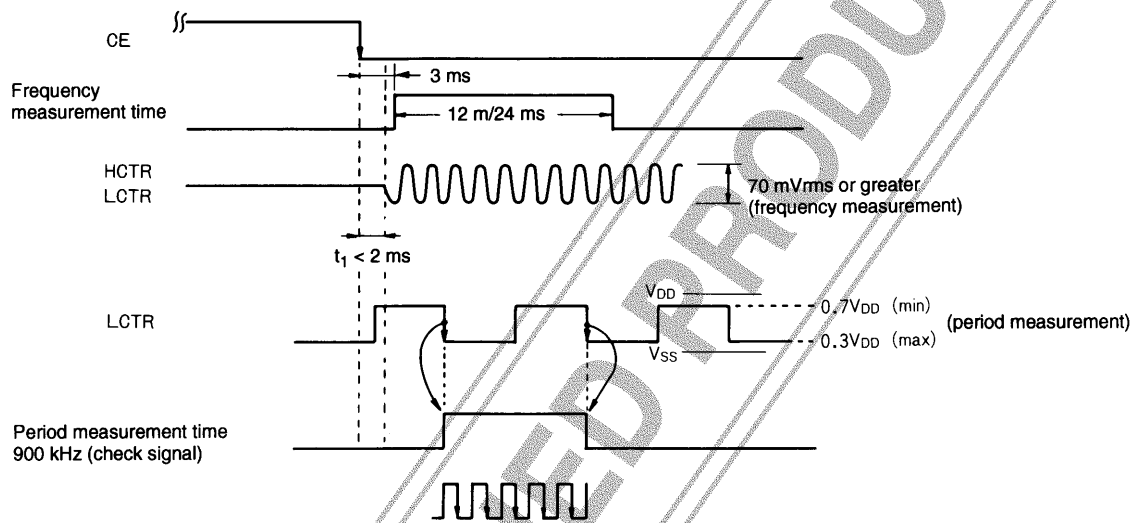 CE
3 ms
Frequency
measurement time
12 m/24 ms
HCTR
LCTR
70 mVrms or greater
(frequency measurement)
t1 < 2 ms
VDD
0.7VDD (min)
LCTR
(period measurement)
0.3VDD (max)
VSS
Period measurement time
900 kHz (check signal)
ED PRODU